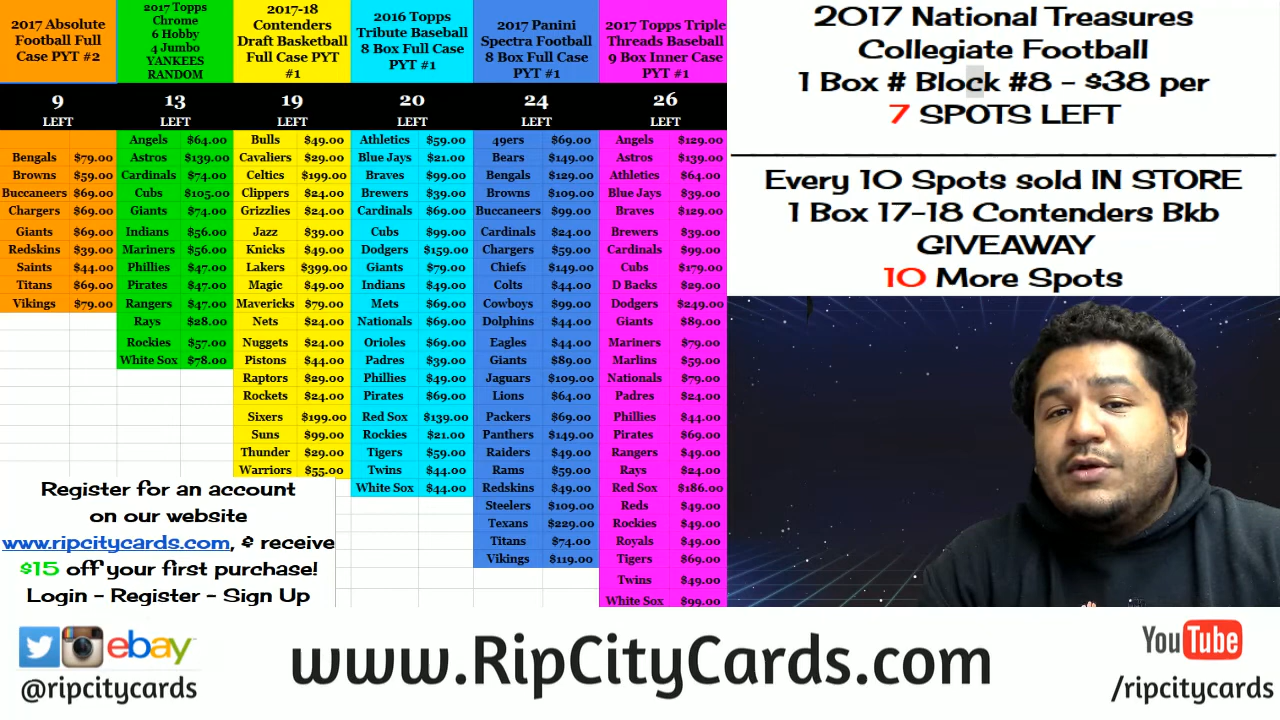 2017 Absolute
Football Full
Case PYT #2
9
LEFT
Bengals $79.00
Browns $59.00
Buccaneers $69.00
Chargers $69.00
Giants $69.00
Redskins $39.00
Saints $44.00
Titans $69.00
Vikings $79.00
2017 Topps
Chrome
6 Hobby
4 Jumbo
YANKEES
RANDOM
13
LEFT
Angels $64.00
Astros $139.00
Cardinals $74.00
Cubs $105.00
Giants $74.00
Indians $56.00
Mariners $56.00
Phillies $47.00
Pirates $47.00
Rangers $47.00
Rays $28.00
Rockies $57.00
White Sox $78.00
2017-18
Contenders
Draft Basketball
Full Case PYT
#1
19
LEFT
Bulls $49.00
Cavaliers $29.00
Celtics $199.00
Clippers $24.00
Grizzlies $24.00
Jazz $39.00
Knicks $49.00
Lakers $399.00
Magic $49.00
Mavericks $79.00
Nets $24.00
Nuggets $24.00
Pistons $44.00
Raptors $29.00
Rockets $24.00
Sixers $199.00
Suns $99.00
Thunder $29.00
Warriors $55.00
2016 Topps
Tribute Baseball
8 Box Full Case
PYT #1
20
LEFT
Athletics $59.00
Blue Jays $21.00
Braves $99.00
Brewers $39.00
Cardinals $69.00
Cubs $99.00
Dodgers $159.00
Giants $79.00
Indians $49.00
Mets $69.00
Nationals $69.00
Orioles $69.00
Padres $39.00
Phillies $49.00
Pirates $69.00
Red Sox $139.00
Rockies $21.00
Tigers $59.00
Twins $44.00
White Sox $44.00
2017 Panini
Spectra Football
8 Box Full Case
PYT #1
24
LEFT
49ers $69.00
Bears $149.00
Bengals $129.00
Browns $109.00
Buccaneers $99.00
Cardinals $24.00
Chargers $59.00
Chiefs $149.00
Colts $44.00
Cowboys $99.00
Dolphins $44.00
Eagles $44.00
Giants $89.00
Jaguars $109.00
Lions $64.00
Packers $69.00
Panthers $149.00
Raiders $49.00
Rams $59.00
Redskins $49.00
Steelers $109.00
Texans $229.00
Titans $74.00
Vikings $119.00
2017 Topps Triple
Threads Baseball
9 Box Inner Case
PYT #1
26
LEFT
Angels $129.00
Astros $139.00
Athletics $64.00
Blue Jays $39.00
Braves $129.00
Brewers $39.00
Cardinals $99.00
Cubs $179.00
D Backs $29.00
Dodgers $249.00
Giants $89.00
Mariners $79.00
Marlins $59.00
Nationals $79.00
Padres $24.00
Phillies $44.00
Pirates $69.00
Rangers $49.00
Rays $24.00
Red Sox $186.00
Reds $49.00
Rockies $49.00
Royals $49.00
Tigers $69.00
Twins $49.00
White Sox $99.00
2017 National Treasures
Collegiate Football
1 Box # Block #8 - $38 per
7 SPOTS LEFT
Every 10 Spots sold IN STORE
1 Box 17-18 Contenders Bkb
GIVEAWAY
10 More Spots
Register for an account
on our website
www.ripcitycards.com, & receive
$15 off your first purchase!
Login - Register - Sign Up
ebay
@ripcitycards
www.RipCityCards.com
YouTube
/ripcitycards